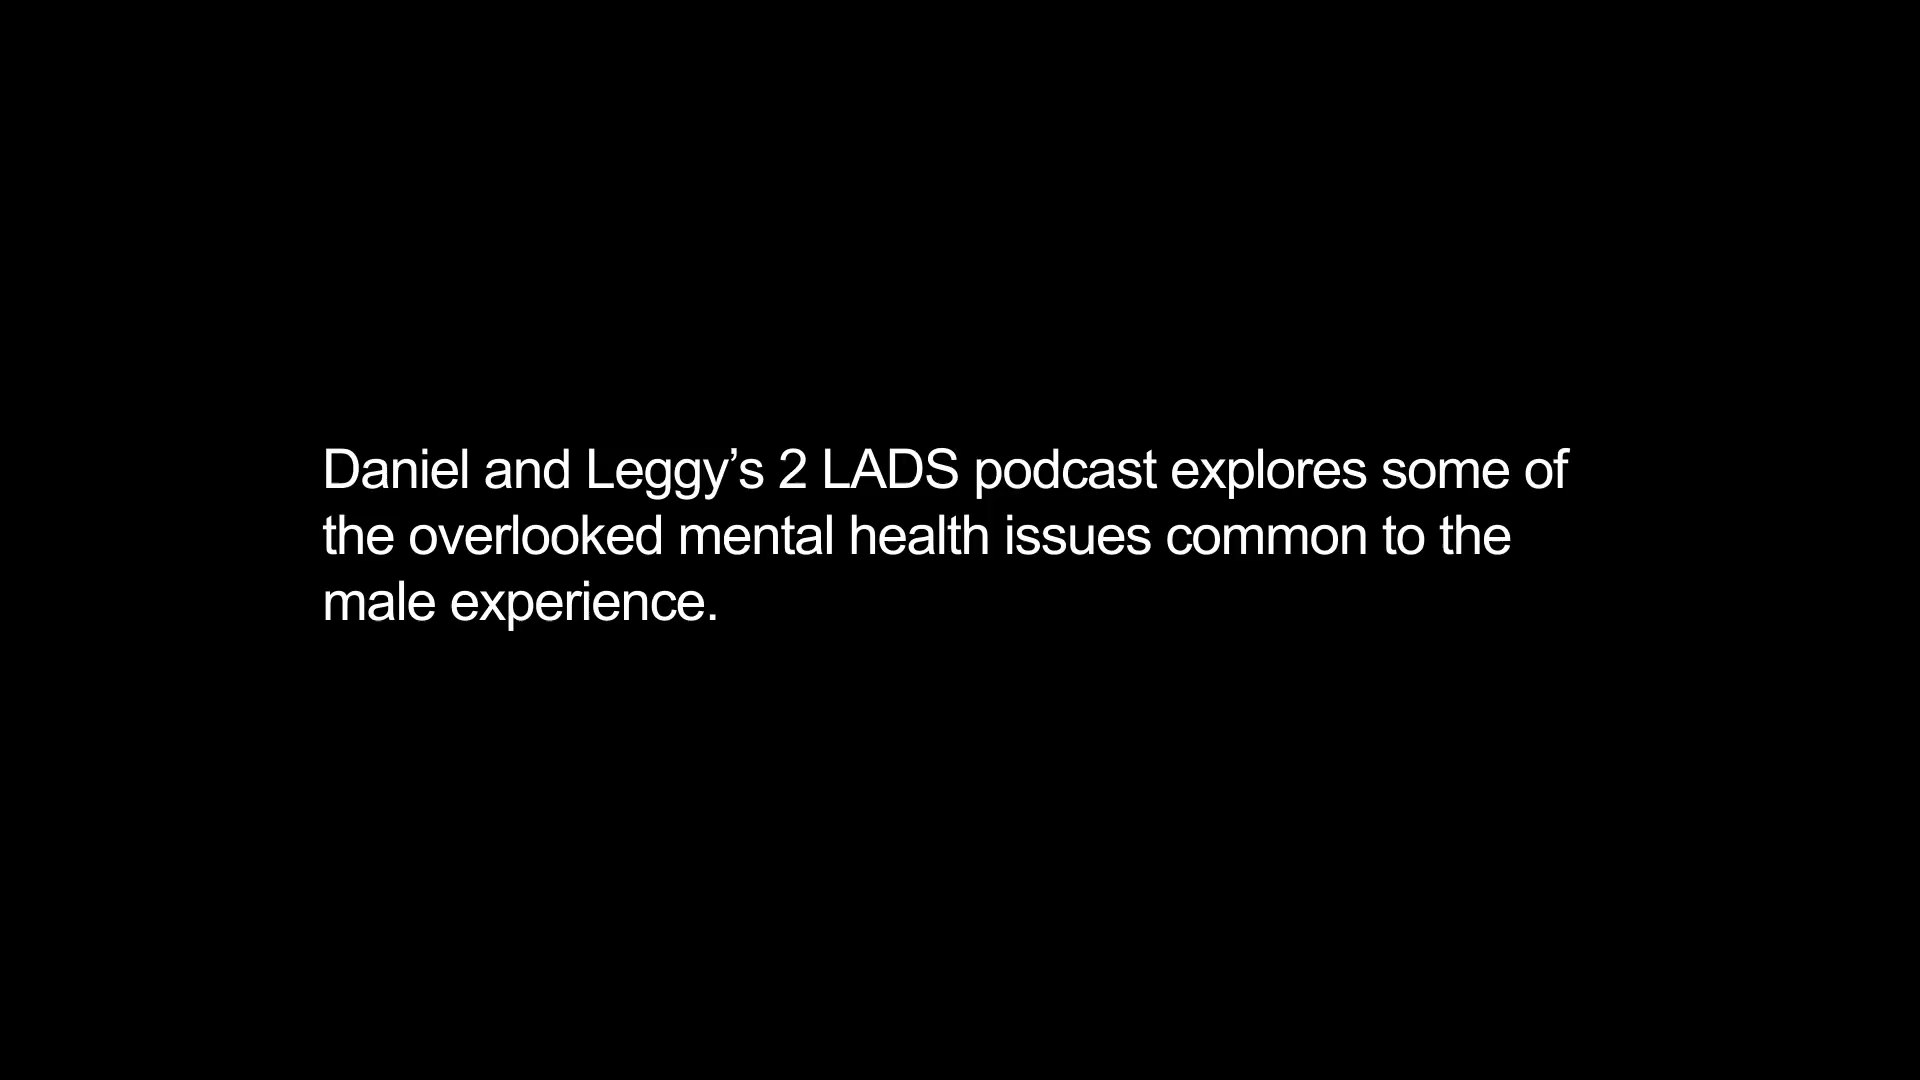 Daniel and Leggy’s 2 LADS podcast explores some of
the overlooked mental health issues common to the
male experience.